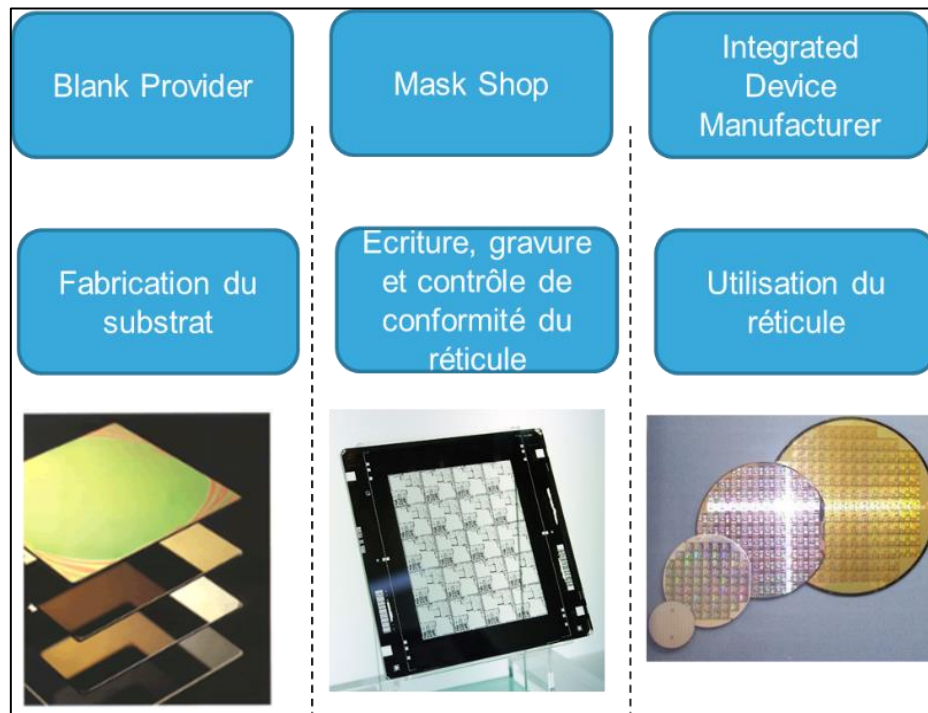 Blank Provider
Mask Shop
Integrated
Device
Manufacturer
Fabrication du
substrat
Ecriture, gravure
et contrôle de
conformité du
réticule
Utilisation du
réticule